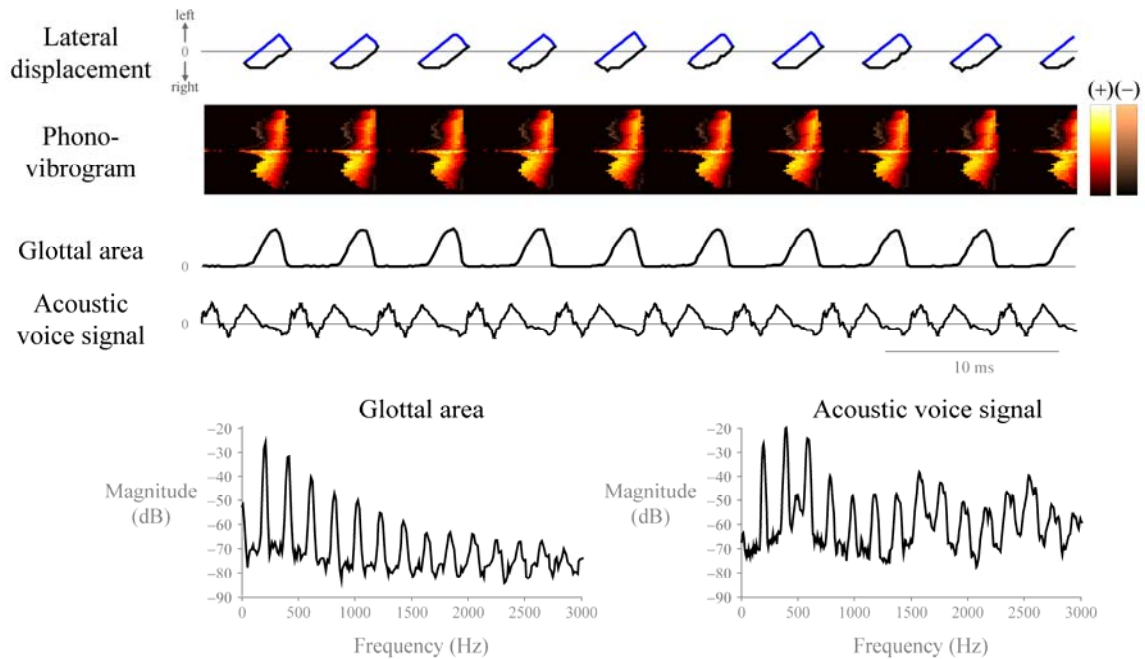 left
Lateral
displacement
0
right
(+)(−)
Phono-
vibrogram
Glottal area
0
Acoustic
voice signal
0
10 ms
Glottal area
Magnitude
(dB)
−20
−30
−40
−50
−60
−70
−80
−90
0 500 1000 1500 2000 2500 3000
Frequency (Hz)
Acoustic voice signal
Magnitude
(dB)
−20
−30
−40
−50
−60
−70
−80
−90
0 500 1000 1500 2000 2500 3000
Frequency (Hz)